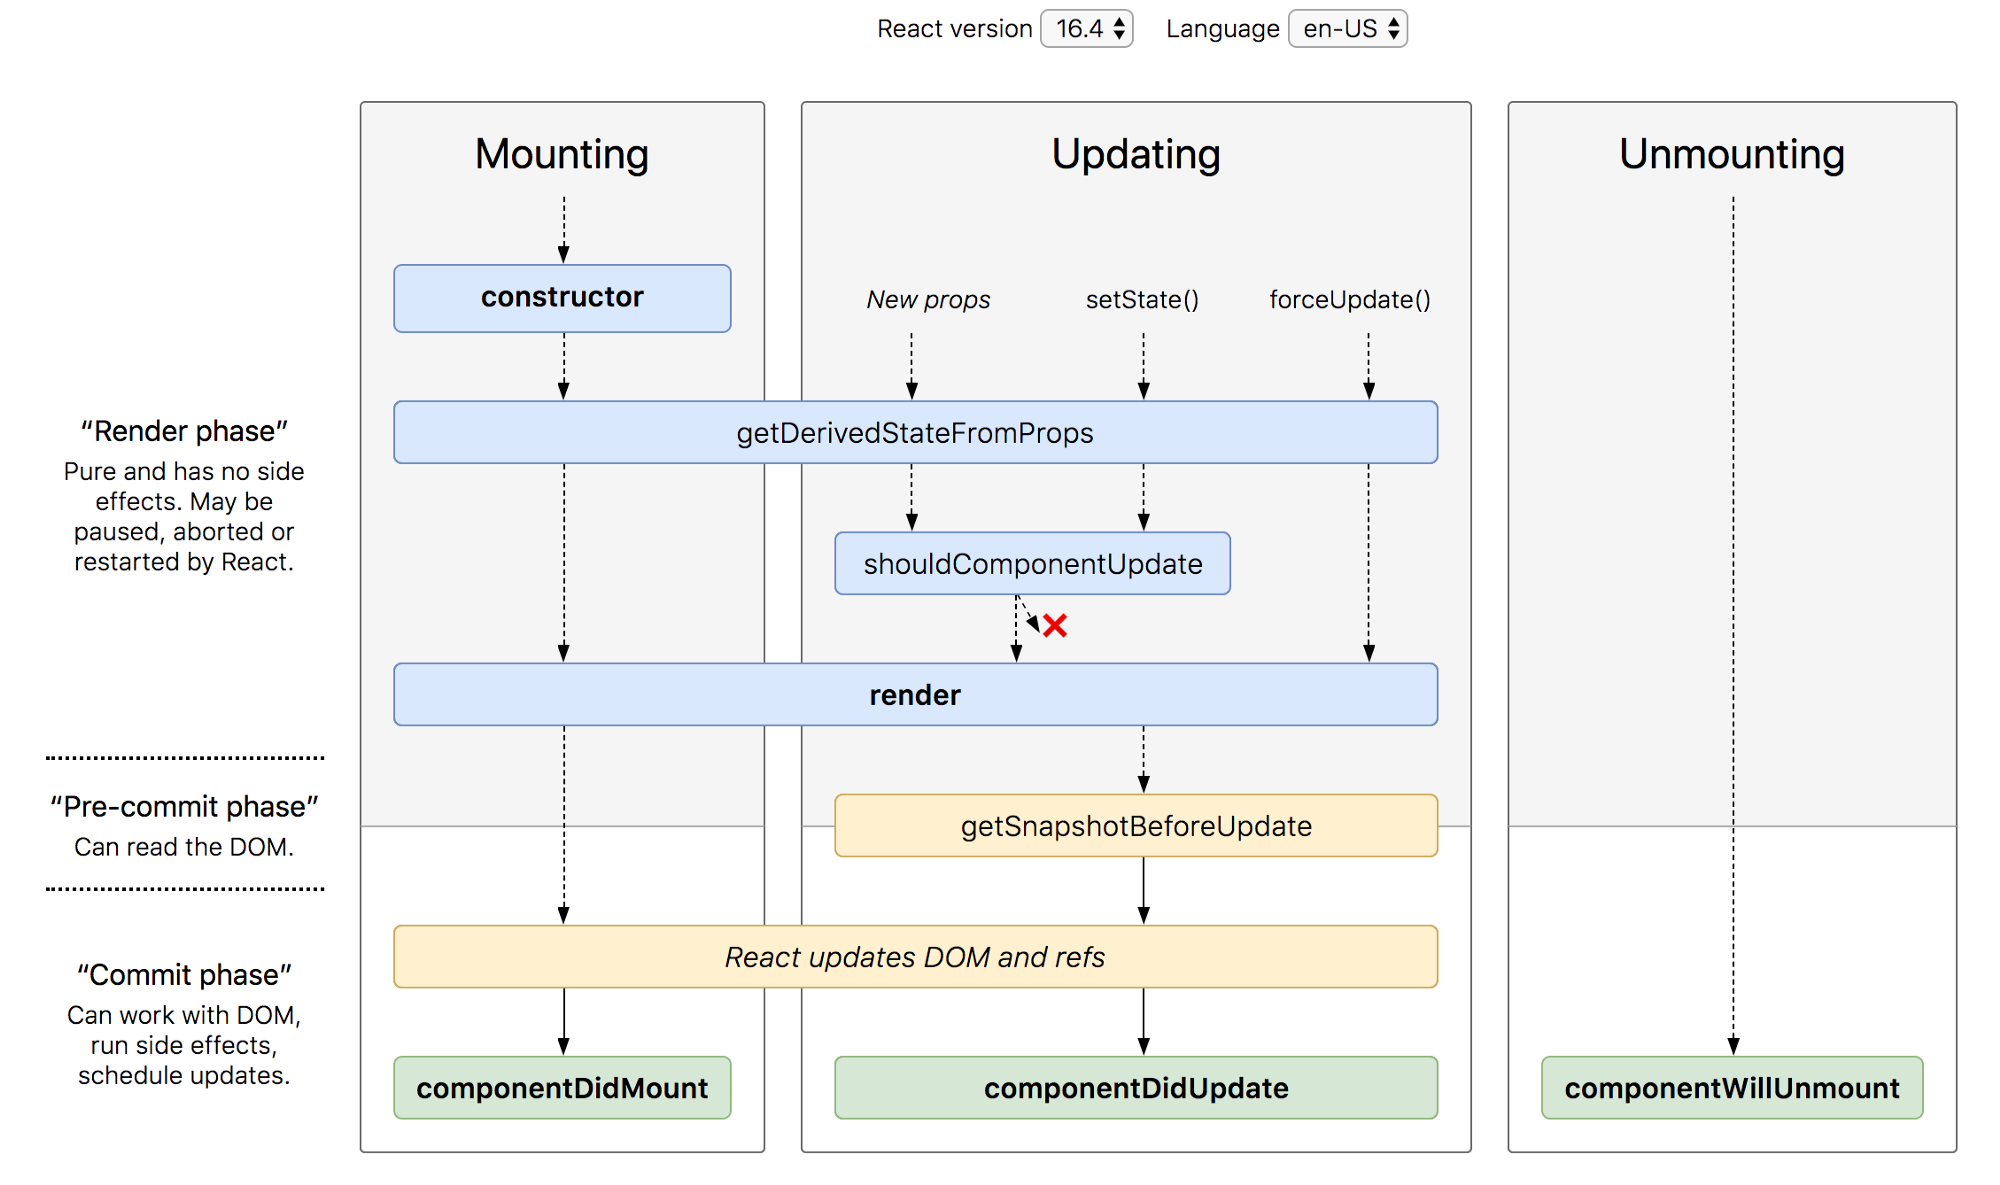 React version 16.4 Language en-US
Mounting
Updating
Unmounting
constructor
New props
setState()
forceUpdate()
getDerivedStateFromProps
“Render phase”
Pure and has no side
effects. May be
paused, aborted or
restarted by React.
shouldComponentUpdate
render
“Pre-commit phase”
Can read the DOM.
getSnapshotBeforeUpdate
React updates DOM and refs
“Commit phase”
Can work with DOM,
run side effects,
schedule updates.
componentDidMount
componentDidUpdate
componentWillUnmount